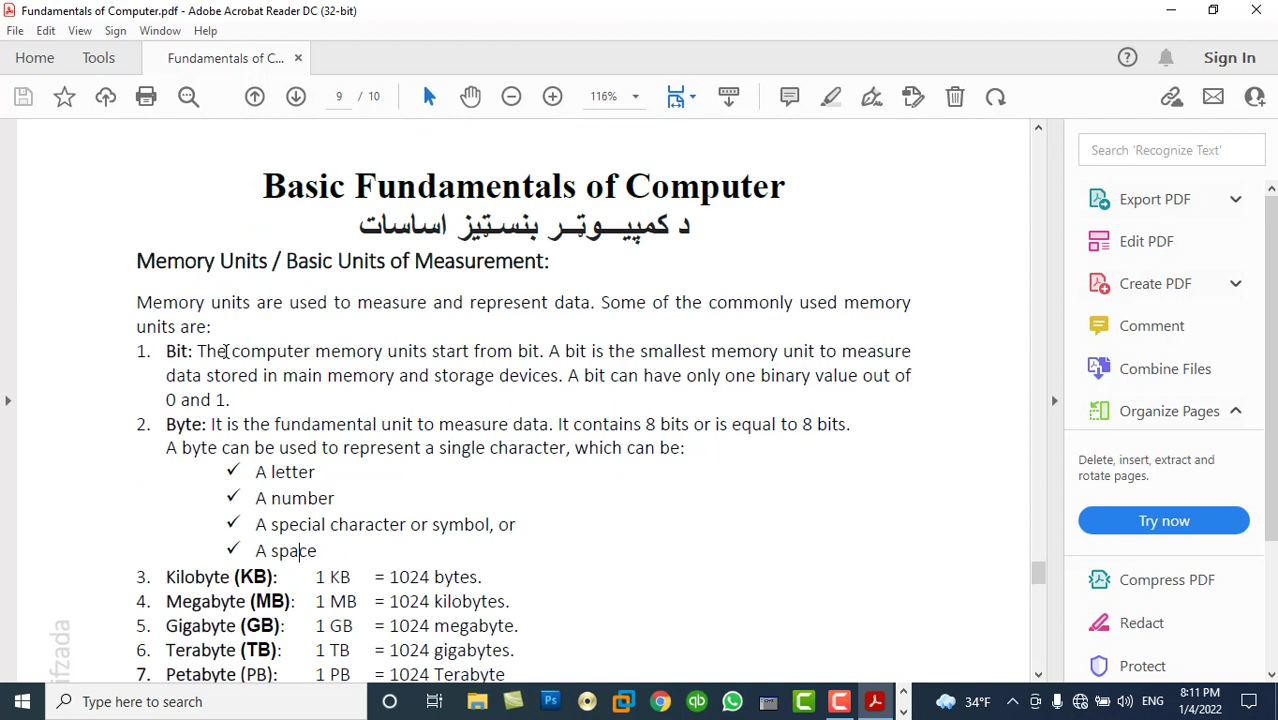 Fundamentals of Computer.pdf - Adobe Acrobat Reader DC (32-bit)
File Edit View Sign Window Help
Home Tools Fundamentals of C... × Sign In
9 / 10 116%
Search 'Recognize Text'
Basic Fundamentals of Computer
د کمپیــوټــر بنسټیز اساسات
Memory Units / Basic Units of Measurement:
Memory units are used to measure and represent data. Some of the commonly used memory
units are:
1. Bit: The computer memory units start from bit. A bit is the smallest memory unit to measure
data stored in main memory and storage devices. A bit can have only one binary value out of
0 and 1.
2. Byte: It is the fundamental unit to measure data. It contains 8 bits or is equal to 8 bits.
A byte can be used to represent a single character, which can be:
✓ A letter
✓ A number
✓ A special character or symbol, or
✓ A space
3. Kilobyte (KB): 1 KB = 1024 bytes.
4. Megabyte (MB): 1 MB = 1024 kilobytes.
5. Gigabyte (GB): 1 GB = 1024 megabyte.
6. Terabyte (TB): 1 TB = 1024 gigabytes.
7. Petabyte (PB): 1 PB = 1024 Terabyte
ifzada
Export PDF
Edit PDF
Create PDF
Comment
Combine Files
Organize Pages
Delete, insert, extract and
rotate pages.
Try now
Compress PDF
Redact
Protect
Type here to search
Ps
qb
34°F
ENG
8:11 PM
1/4/2022